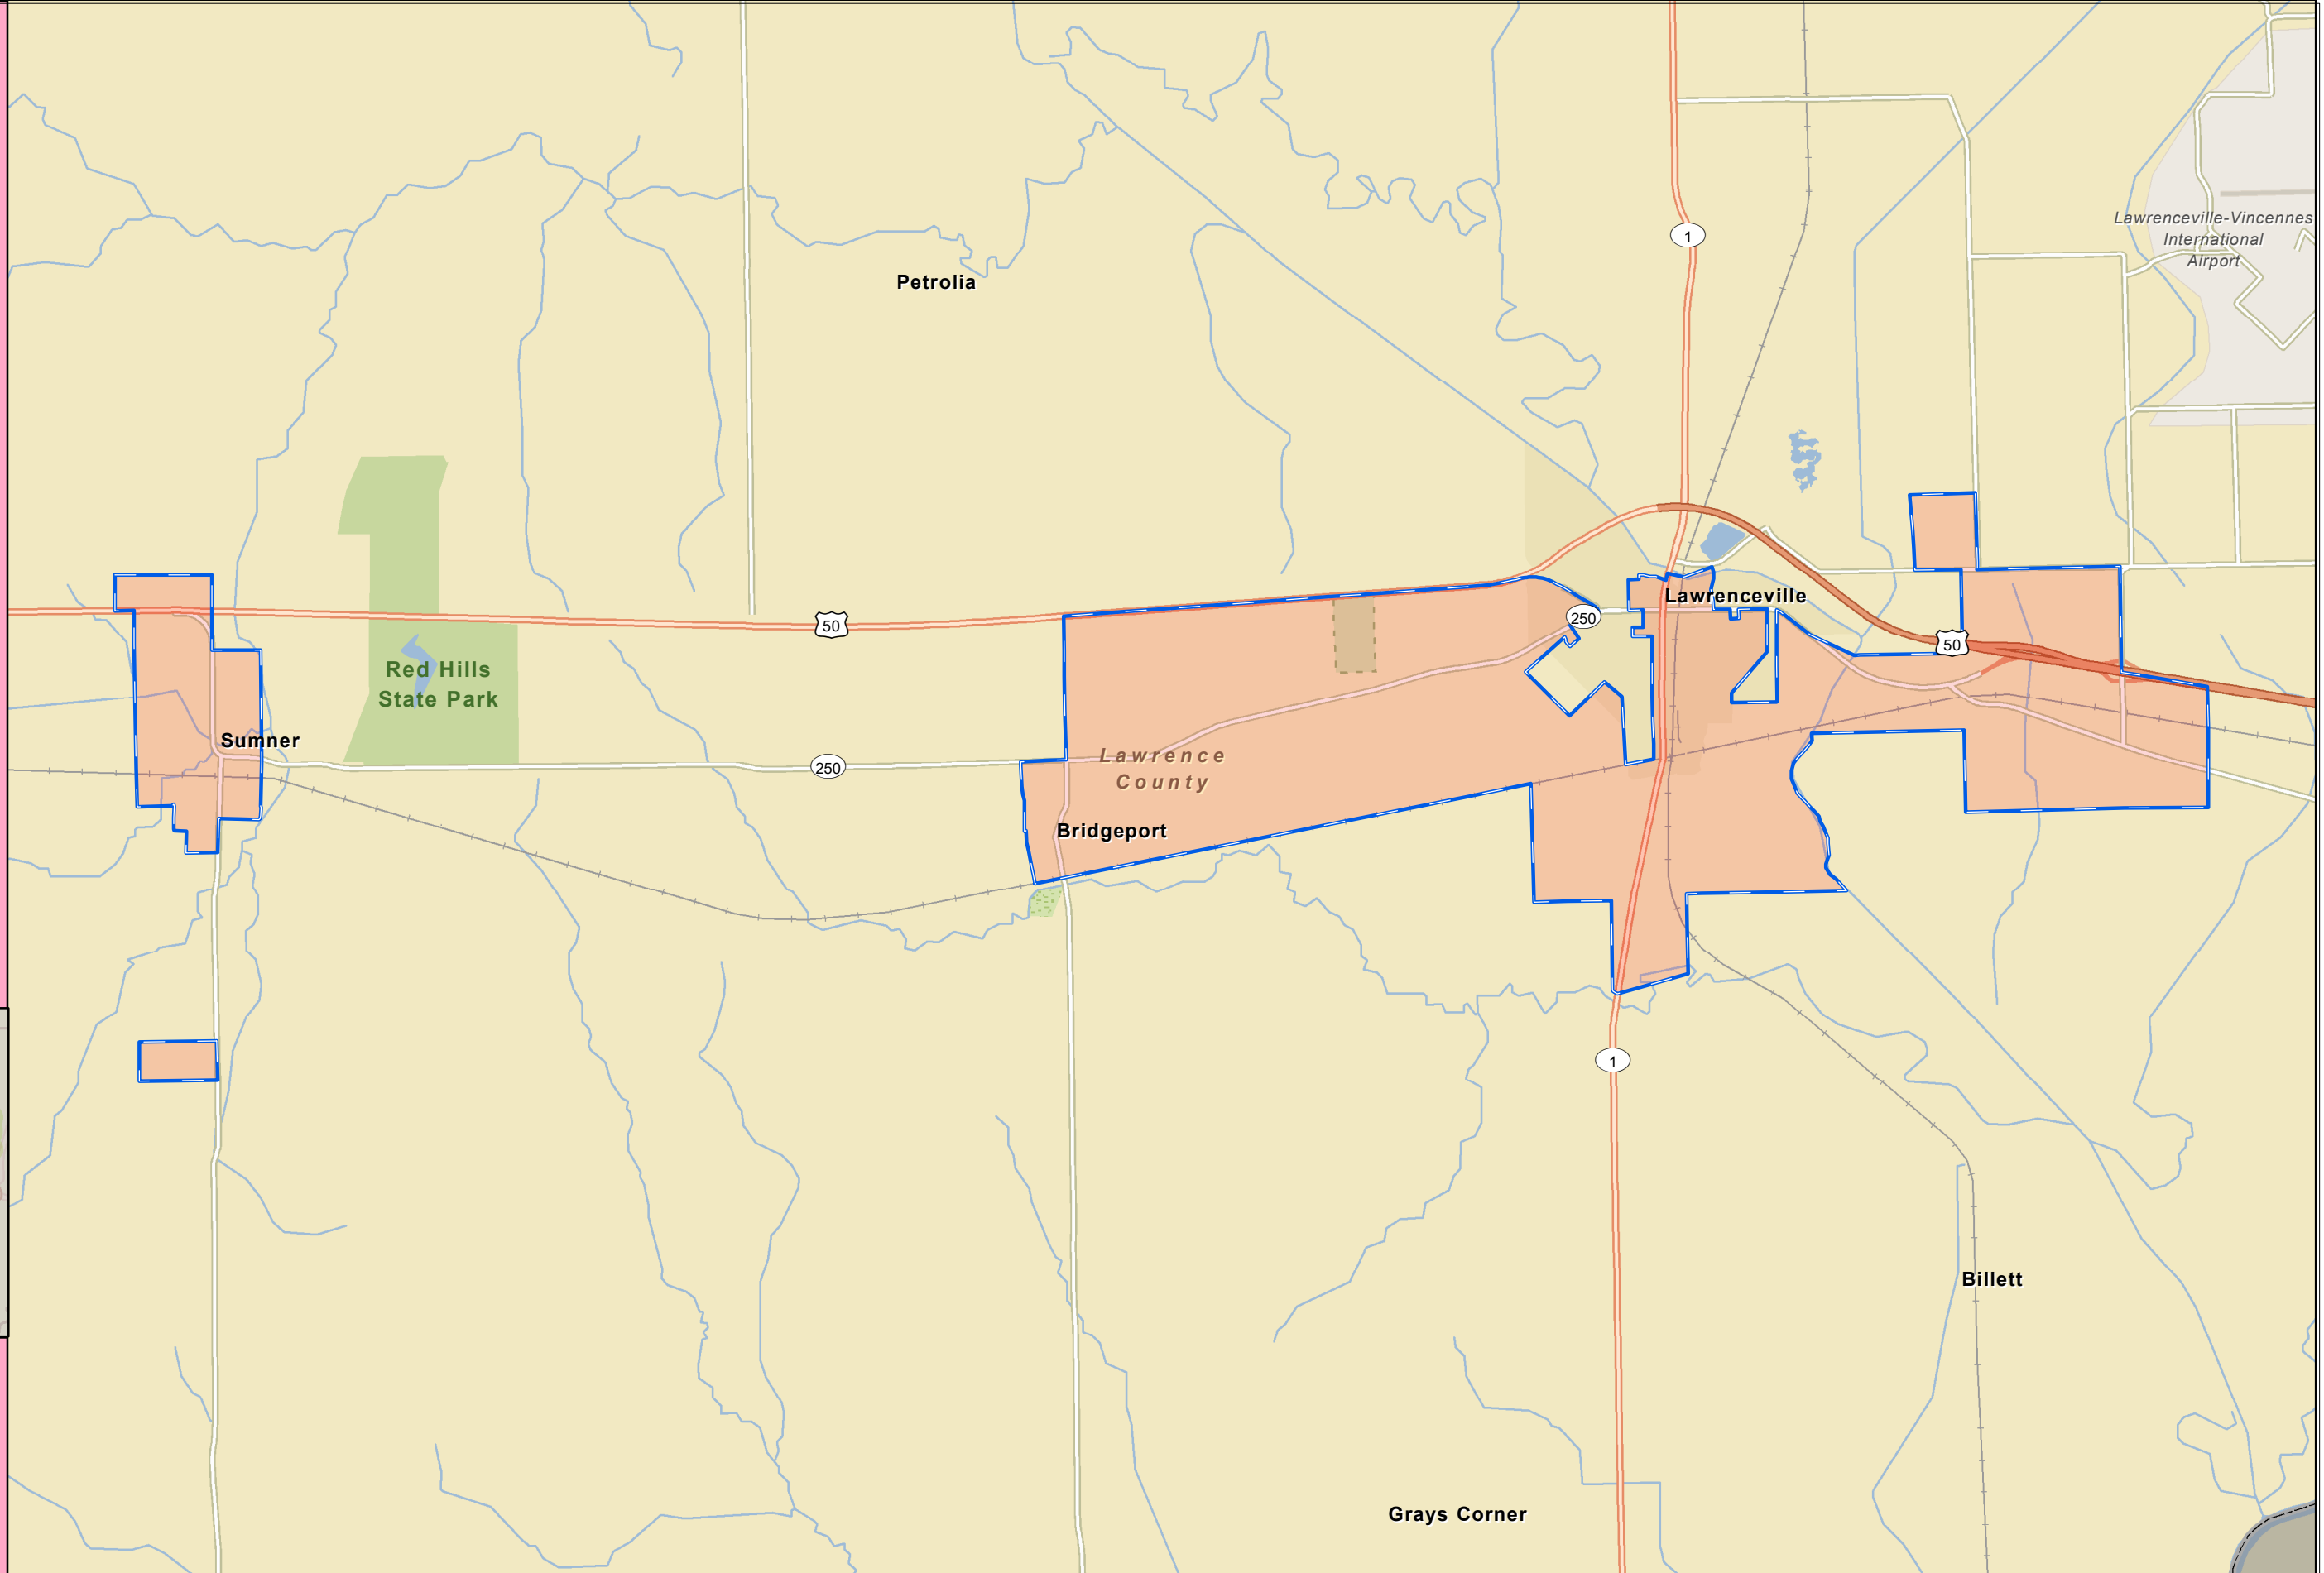 Lawrenceville-Vincennes
International
Airport
1
Petrolia
Lawrenceville
250
50
50
Red Hills
State Park
Sumner
250
Lawrence
County
Bridgeport
1
Billett
Grays Corner